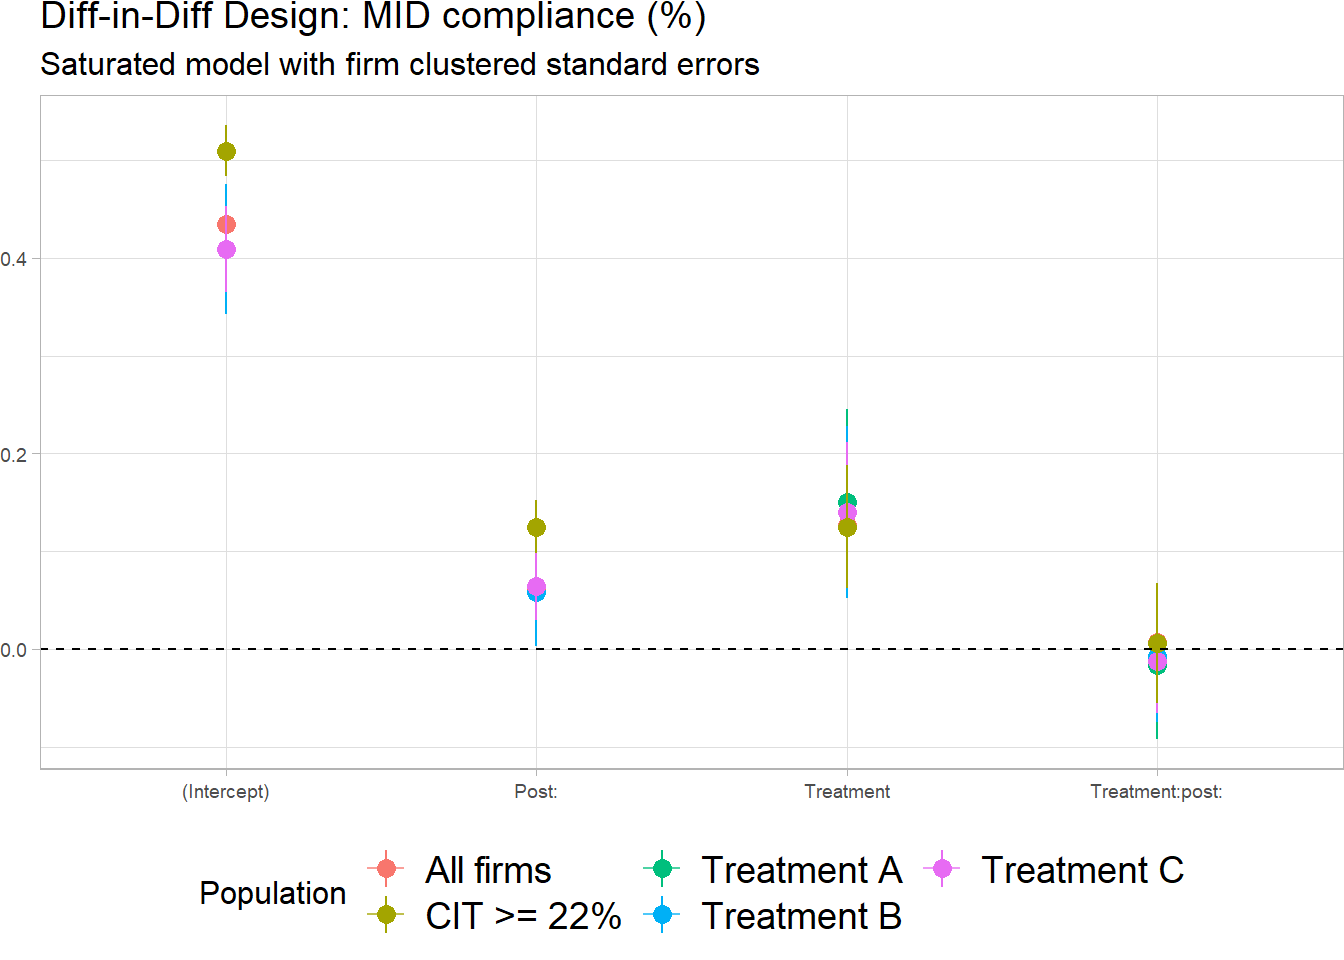 Diff-in-Diff Design: MID compliance (%)
Saturated model with firm clustered standard errors
0.4
0.2
0.0
(Intercept)
Post:
Treatment
Treatment:post:
Population
All firms
Treatment A
Treatment C
CIT >= 22%
Treatment B